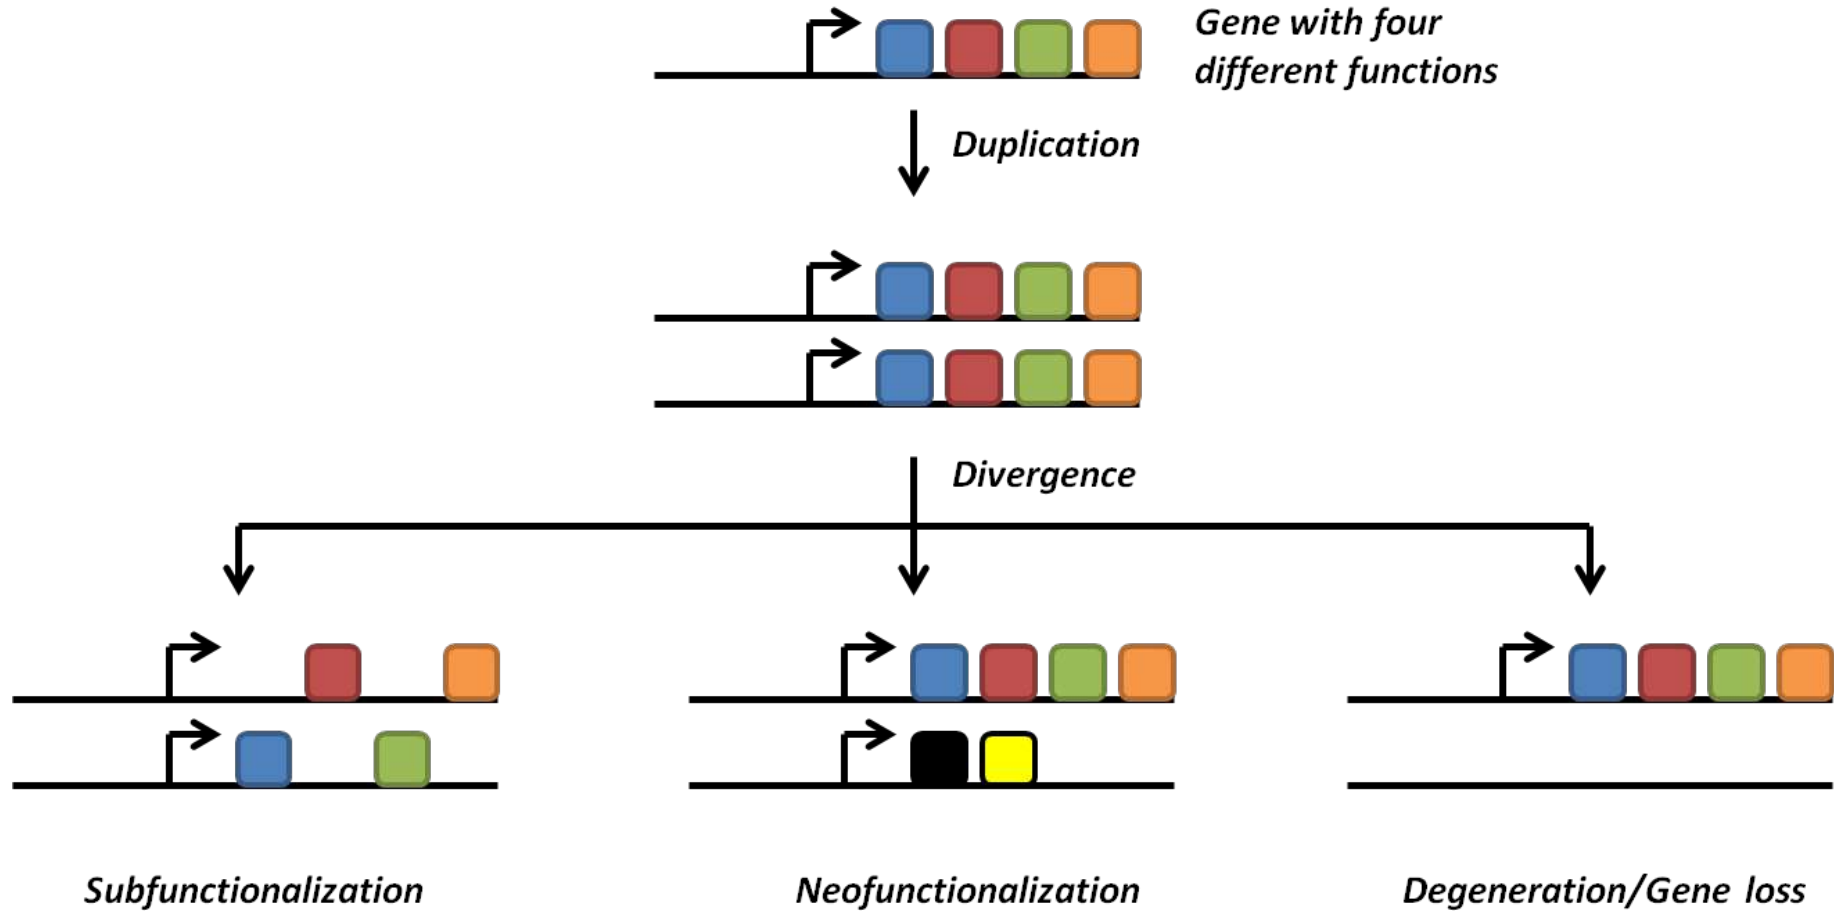 Gene with four
different functions
Duplication
Divergence
Subfunctionalization
Neofunctionalization
Degeneration/Gene loss